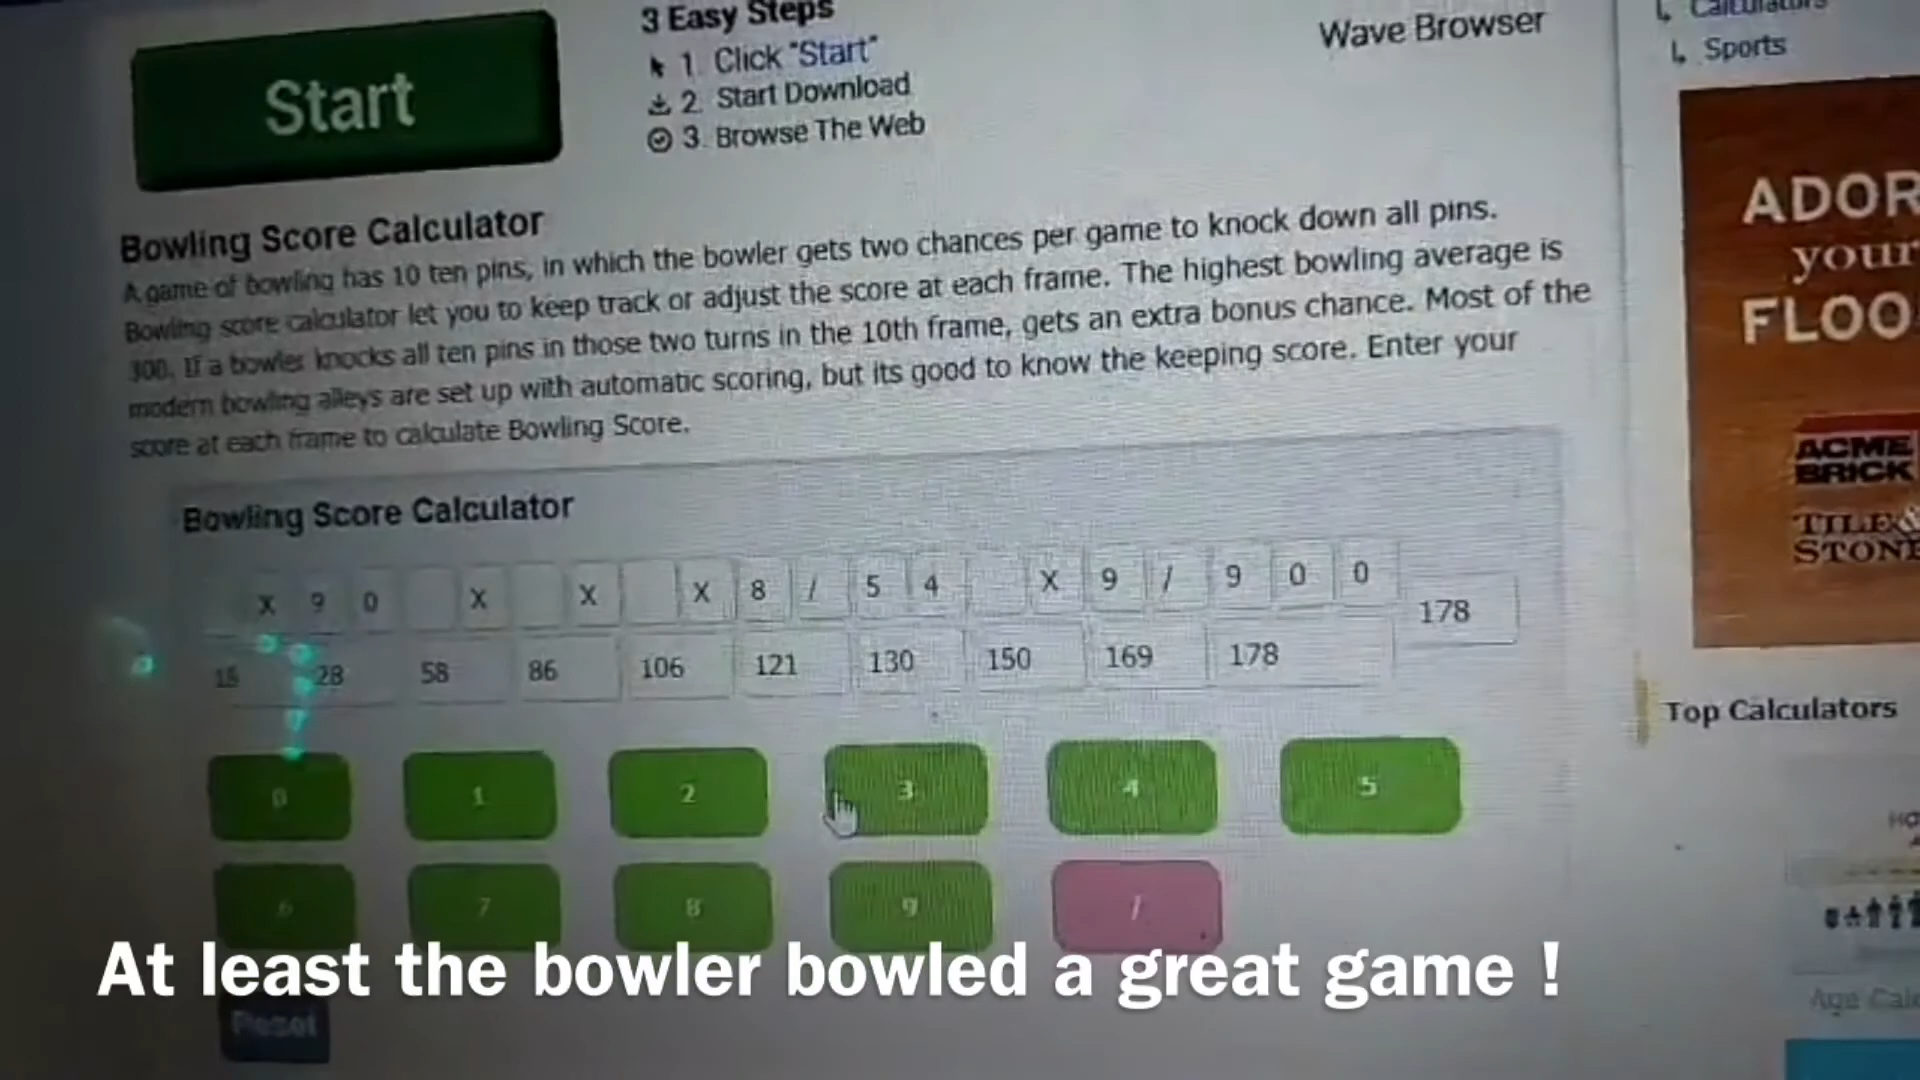 Start
3 Easy Steps
1. Click "Start"
2. Start Download
3. Browse The Web
Wave Browser
Calculators
Sports
Bowling Score Calculator
A game of bowling has 10 ten pins, in which the bowler gets two chances per game to knock down all pins.
Bowling score calculator let you to keep track or adjust the score at each frame. The highest bowling average is
300. If a bowler knocks all ten pins in those two turns in the 10th frame, gets an extra bonus chance. Most of the
modern bowling alleys are set up with automatic scoring, but its good to know the keeping score. Enter your
score at each frame to calculate Bowling Score.
ADOR
your
FLOO
ACME
BRICK
TILE &
STONE
Bowling Score Calculator
X 9 0 X X X 8 / 5 4 X 9 / 9 0 0
178
28 58 86 106 121 130 150 169 178
Top Calculators
0 1 2 3 4 5
6 7 8 9 /
At least the bowler bowled a great game !
Reset
Age Calc